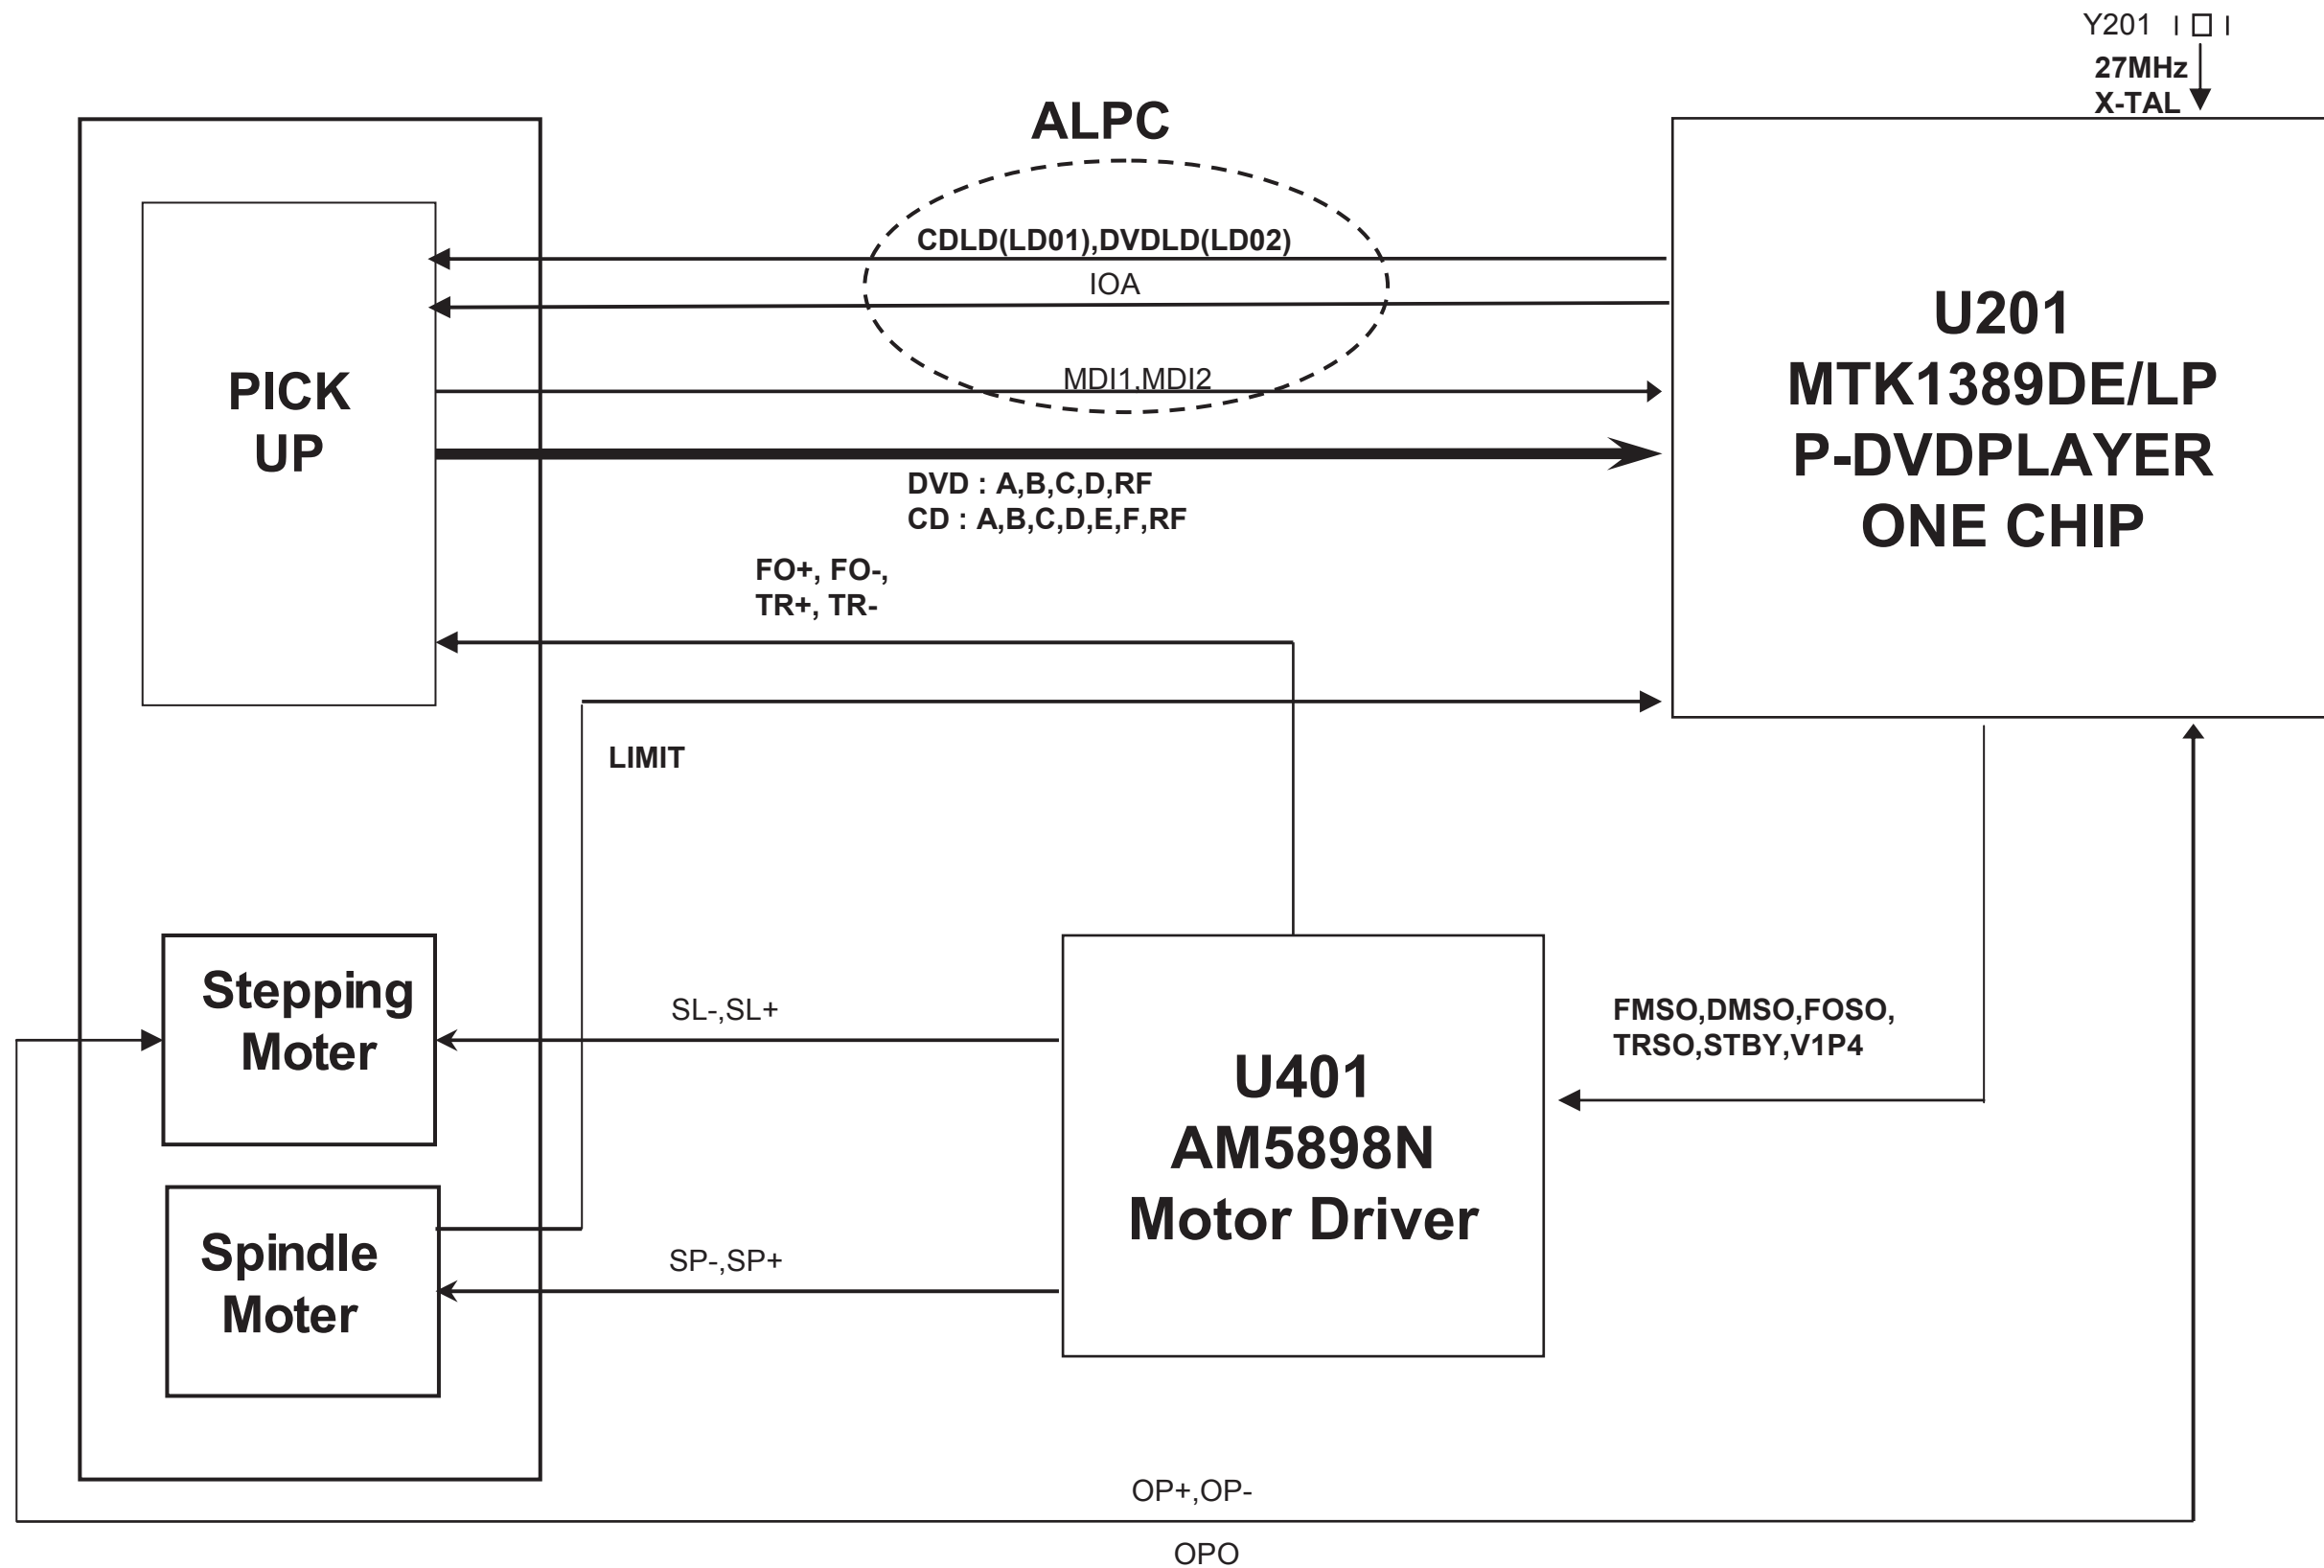 Y201
27MHz
X-TAL
ALPC
CDLD(LD01),DVDLD(LD02)
IOA
MDI1,MDI2
PICK
UP
U201
MTK1389DE/LP
P-DVDPLAYER
ONE CHIP
DVD : A,B,C,D,RF
CD : A,B,C,D,E,F,RF
FO+, FO-,
TR+, TR-
LIMIT
Stepping
Moter
SL-,SL+
FMSO,DMSO,FOSO,
TRSO,STBY,V1P4
U401
AM5898N
Motor Driver
Spindle
Moter
SP-,SP+
OP+,OP-
OPO